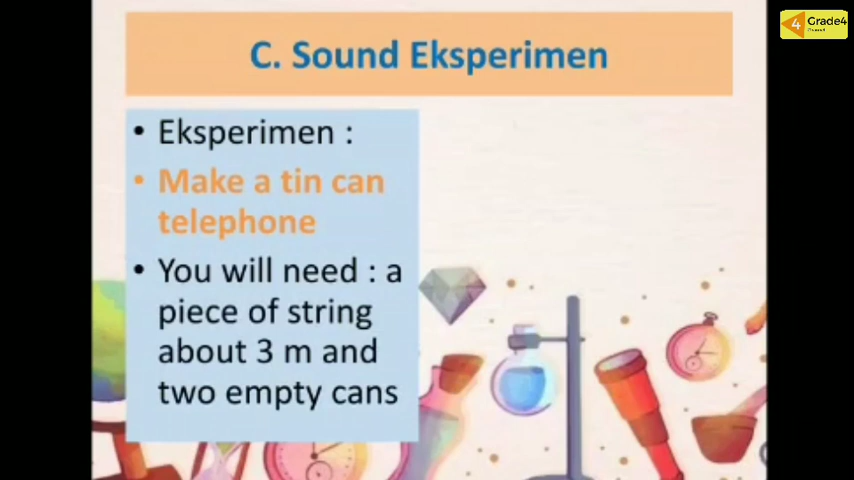 C. Sound Eksperimen
4 Grade4
• Eksperimen :
• Make a tin can
telephone
• You will need : a
piece of string
about 3 m and
two empty cans